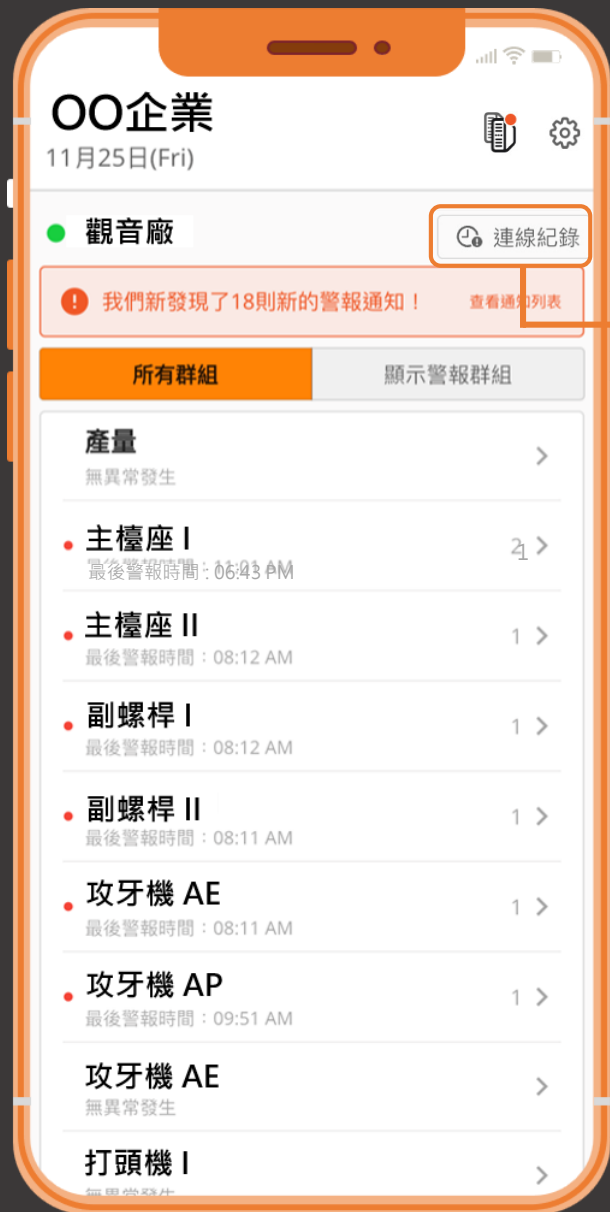 OO企業
11月25日(Fri)
觀音廠
連線紀錄
我們新發現了18則新的警報通知！
查看通知列表
所有群組
顯示警報群組
產量
無異常發生
主檯座 I
最後警報時間：06:43 PM
主檯座 II
最後警報時間：08:12 AM
1
副螺桿 I
最後警報時間：08:12 AM
1
副螺桿 II
最後警報時間：08:11 AM
1
攻牙機 AE
最後警報時間：08:11 AM
1
攻牙機 AP
最後警報時間：09:51 AM
1
攻牙機 AE
無異常發生
打頭機 I